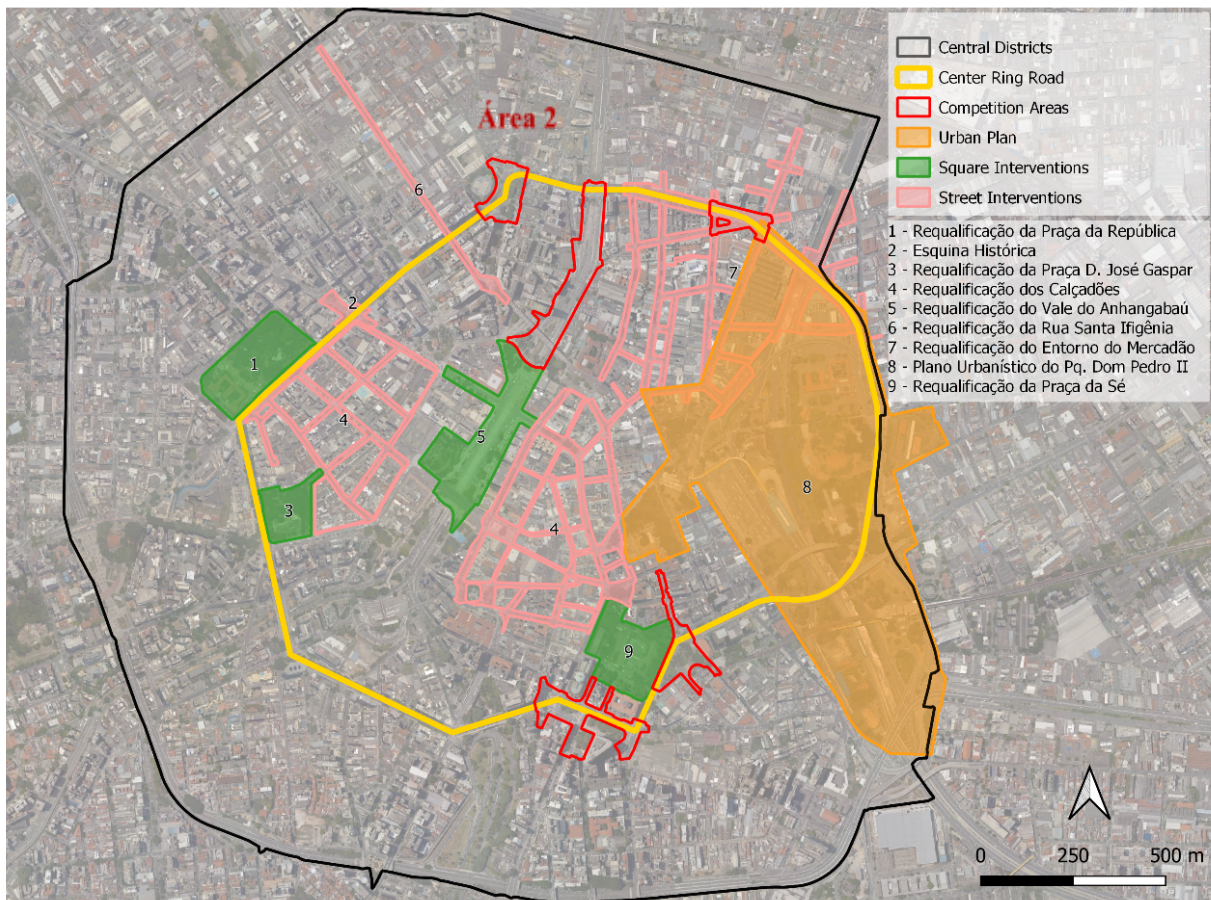 Área 2
Central Districts
Center Ring Road
Competition Areas
Urban Plan
Square Interventions
Street Interventions
1 - Requalificação da Praça da República
2 - Esquina Histórica
3 - Requalificação da Praça D. José Gaspar
4 - Requalificação dos Calçadões
5 - Requalificação do Vale do Anhangabaú
6 - Requalificação da Rua Santa Ifigênia
7 - Requalificação do Entorno do Mercadão
8 - Plano Urbanístico do Pq. Dom Pedro II
9 - Requalificação da Praça da Sé
6
7
2
1
4
5
3
8
4
9
0 250 500 m